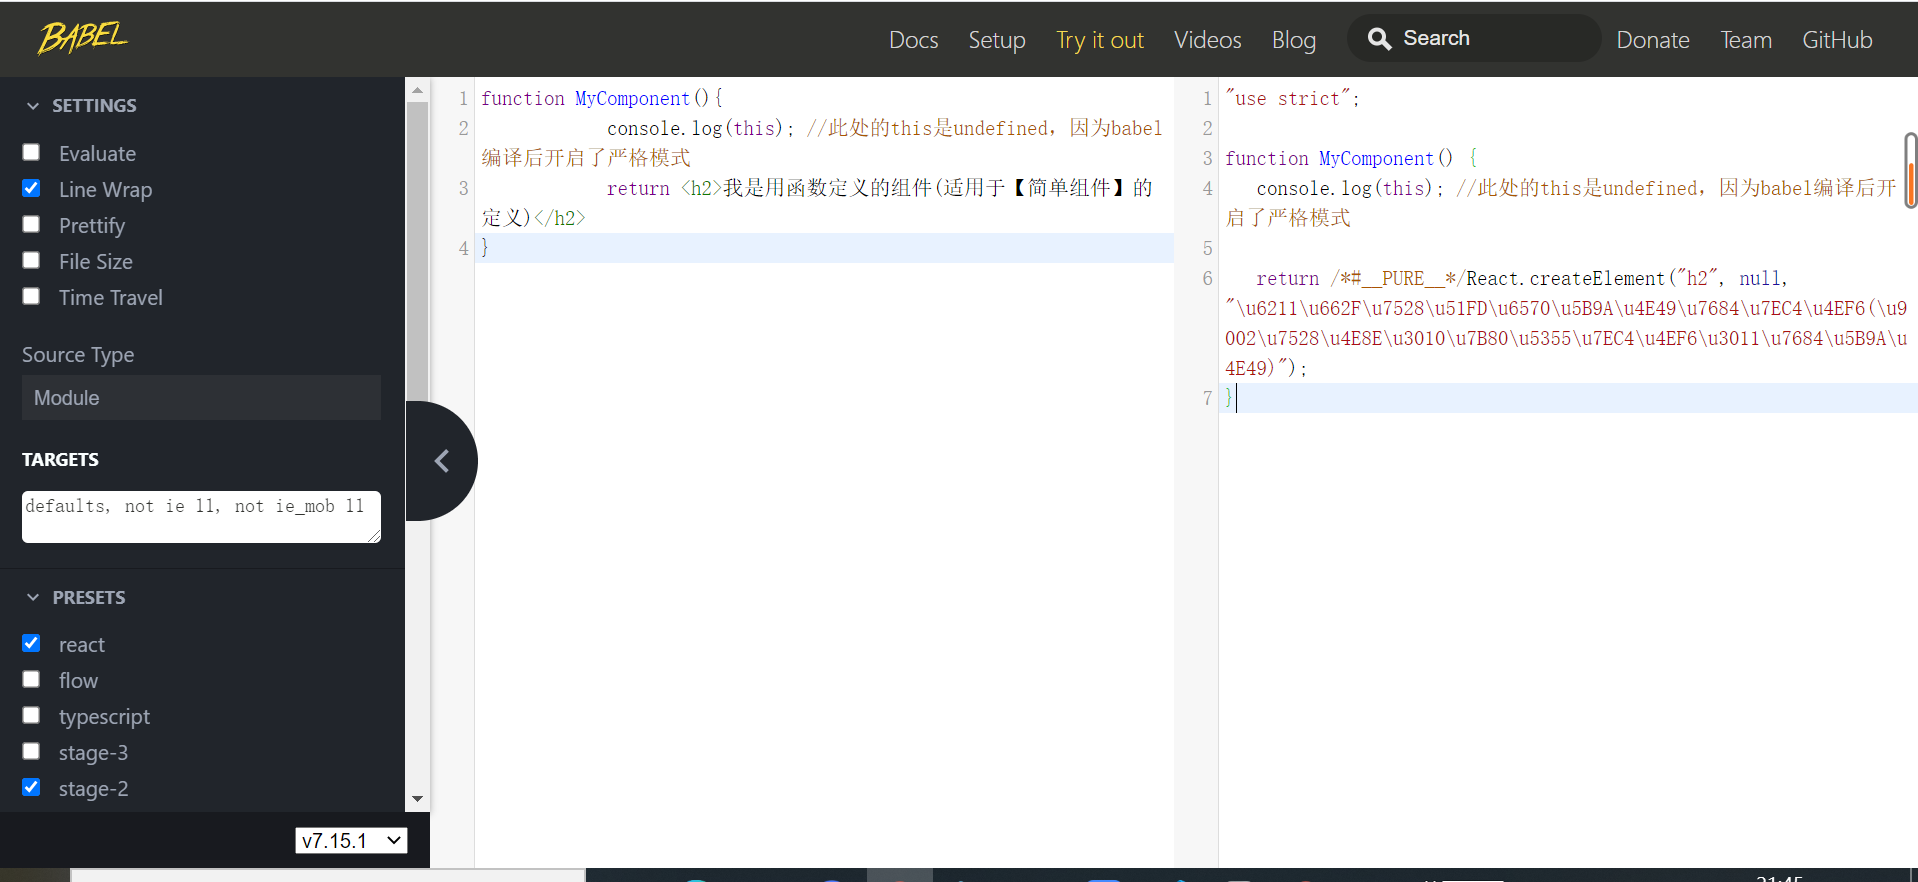 BABEL
Docs Setup Try it out Videos Blog Search Donate Team GitHub
SETTINGS
Evaluate
Line Wrap
Prettify
File Size
Time Travel
Source Type
Module
TARGETS
defaults, not ie 11, not ie_mob 11
PRESETS
react
flow
typescript
stage-3
stage-2
v7.15.1
1 function MyComponent(){
2 console.log(this); //此处的this是undefined，因为babel
编译后开启了严格模式
3 return <h2>我是用函数定义的组件(适用于【简单组件】的
定义)</h2>
4 }
1 "use strict";
2
3 function MyComponent() {
4 console.log(this); //此处的this是undefined，因为babel编译后开
启了严格模式
5
6 return /*#__PURE__*/React.createElement("h2", null,
"\u6211\u662F\u7528\u51FD\u6570\u5B9A\u4E49\u7684\u7EC4\u4EF6(\u9
002\u7528\u4E8E\u3010\u7B80\u5355\u7EC4\u4EF6\u3011\u7684\u5B9A\u
4E49)");
7 }